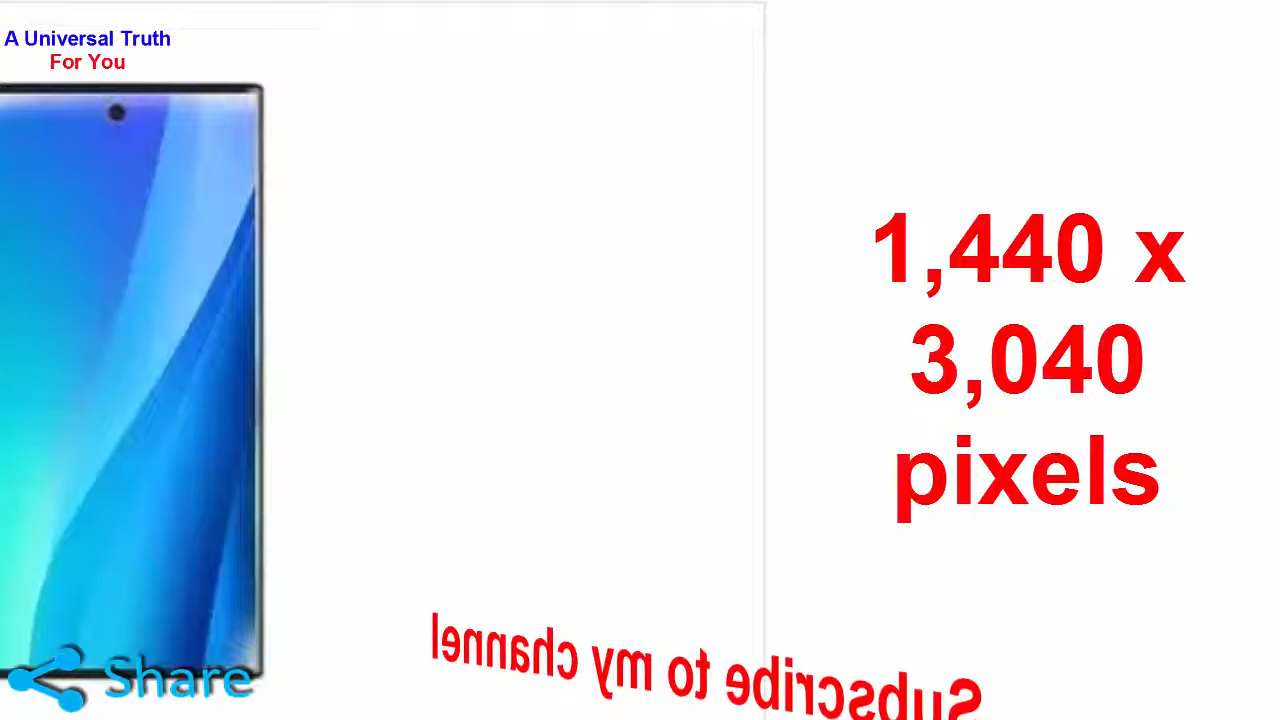 A Universal Truth
For You
1,440 x
3,040
pixels
Subscribe to my channel
Share